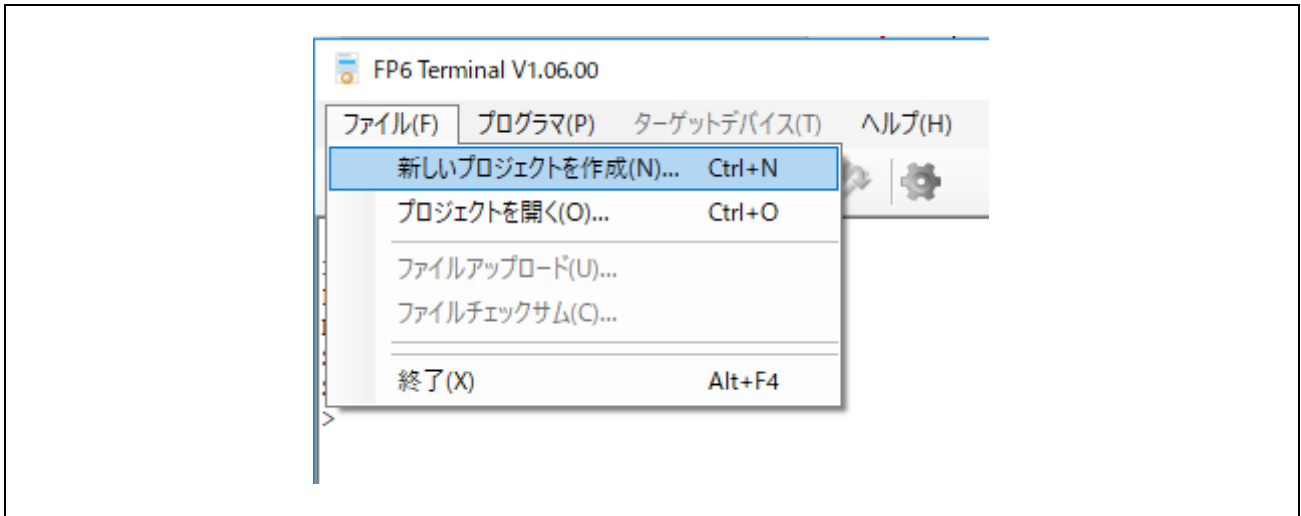 FP6 Terminal V1.06.00
ファイル(F) プログラマ(P) ターゲットデバイス(T) ヘルプ(H)
新しいプロジェクトを作成(N)... Ctrl+N
プロジェクトを開く(O)... Ctrl+O
ファイルアップロード(U)...
ファイルチェックサム(C)...
終了(X) Alt+F4
>